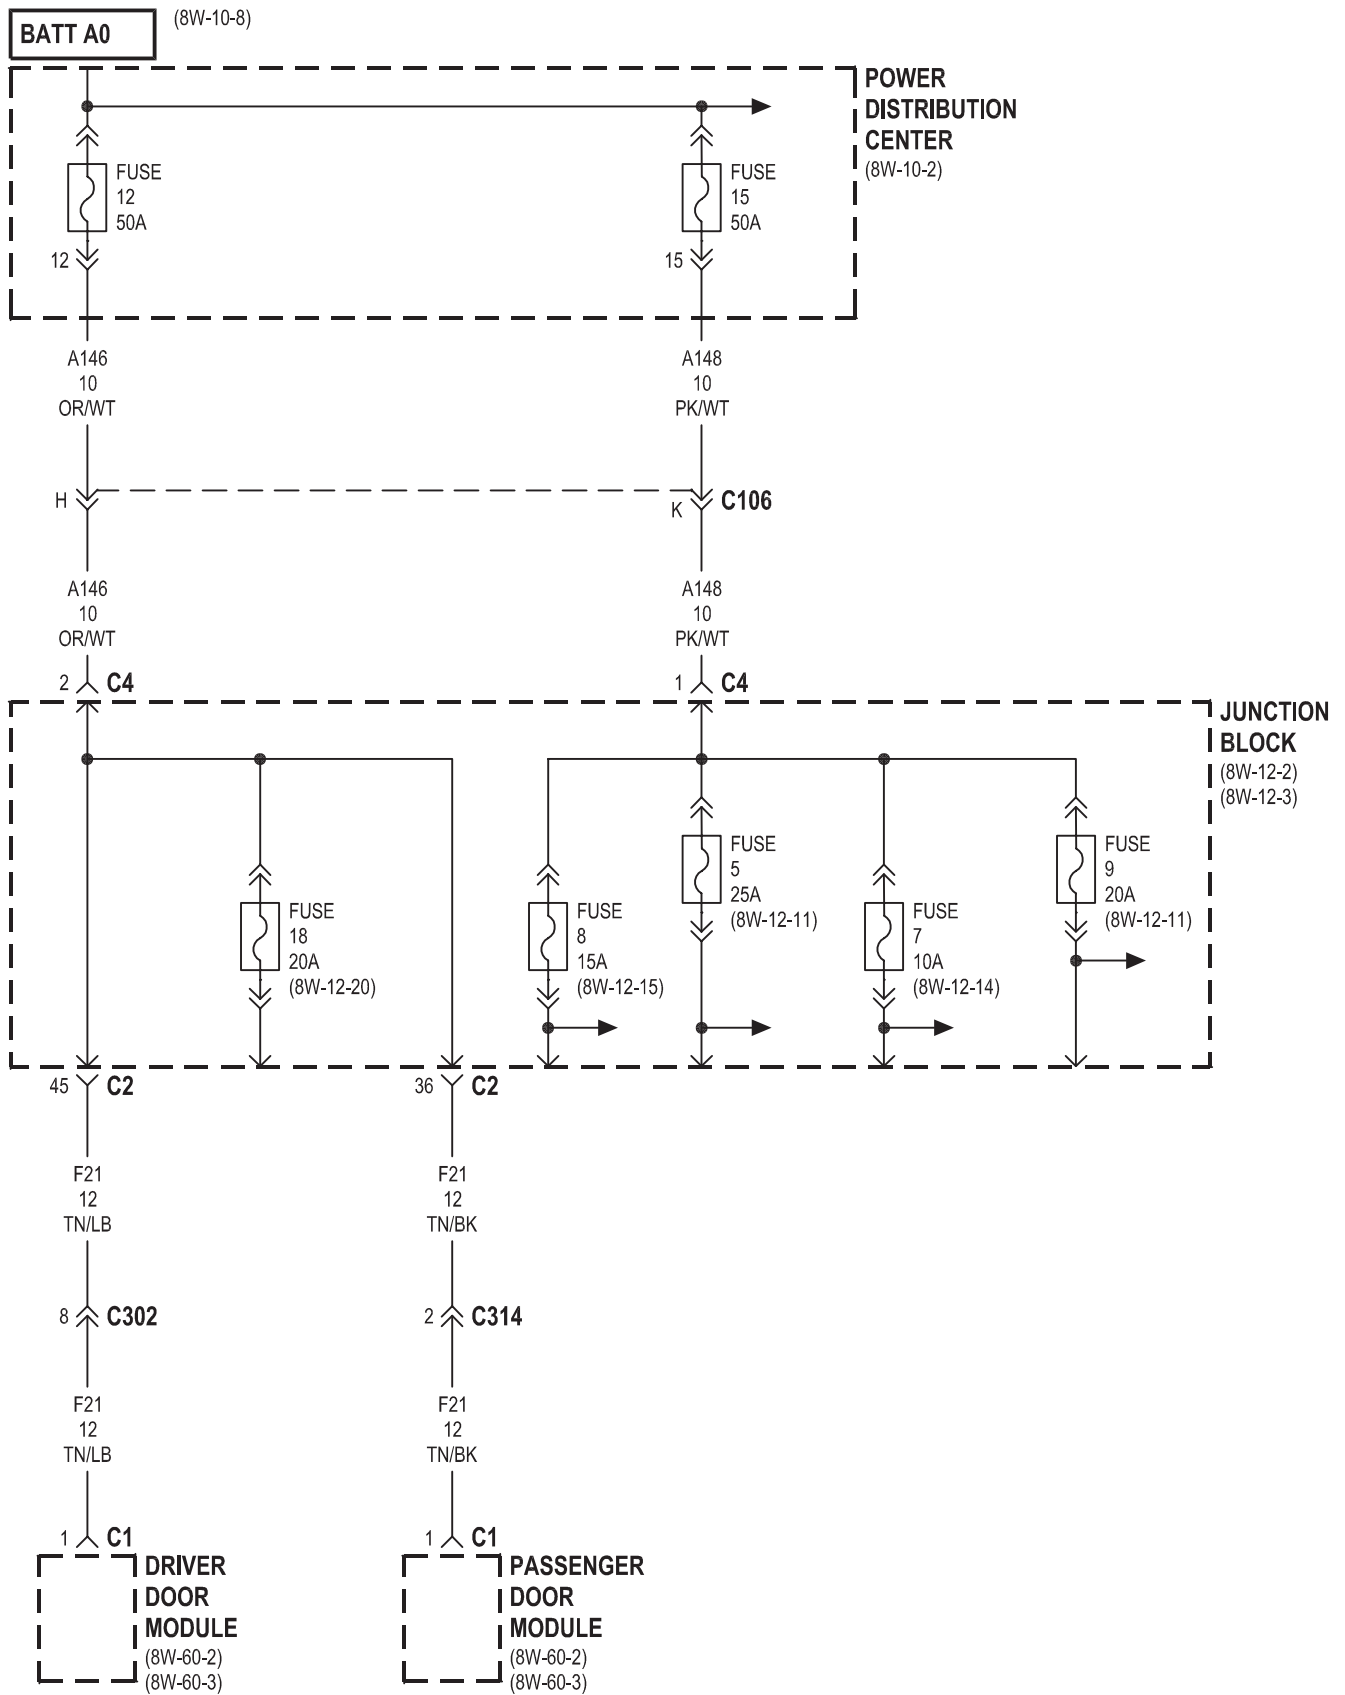 BATT A0
(8W-10-8)
POWER
DISTRIBUTION
CENTER
(8W-10-2)
FUSE
12
50A
12
FUSE
15
50A
15
A146
10
OR/WT
A148
10
PK/WT
H
K
C106
A146
10
OR/WT
A148
10
PK/WT
2
C4
1
C4
JUNCTION
BLOCK
(8W-12-2)
(8W-12-3)
FUSE
18
20A
(8W-12-20)
FUSE
8
15A
(8W-12-15)
FUSE
5
25A
(8W-12-11)
FUSE
7
10A
(8W-12-14)
FUSE
9
20A
(8W-12-11)
45
C2
36
C2
F21
12
TN/LB
F21
12
TN/BK
8
C302
2
C314
F21
12
TN/LB
F21
12
TN/BK
1
C1
1
C1
DRIVER
DOOR
MODULE
(8W-60-2)
(8W-60-3)
PASSENGER
DOOR
MODULE
(8W-60-2)
(8W-60-3)